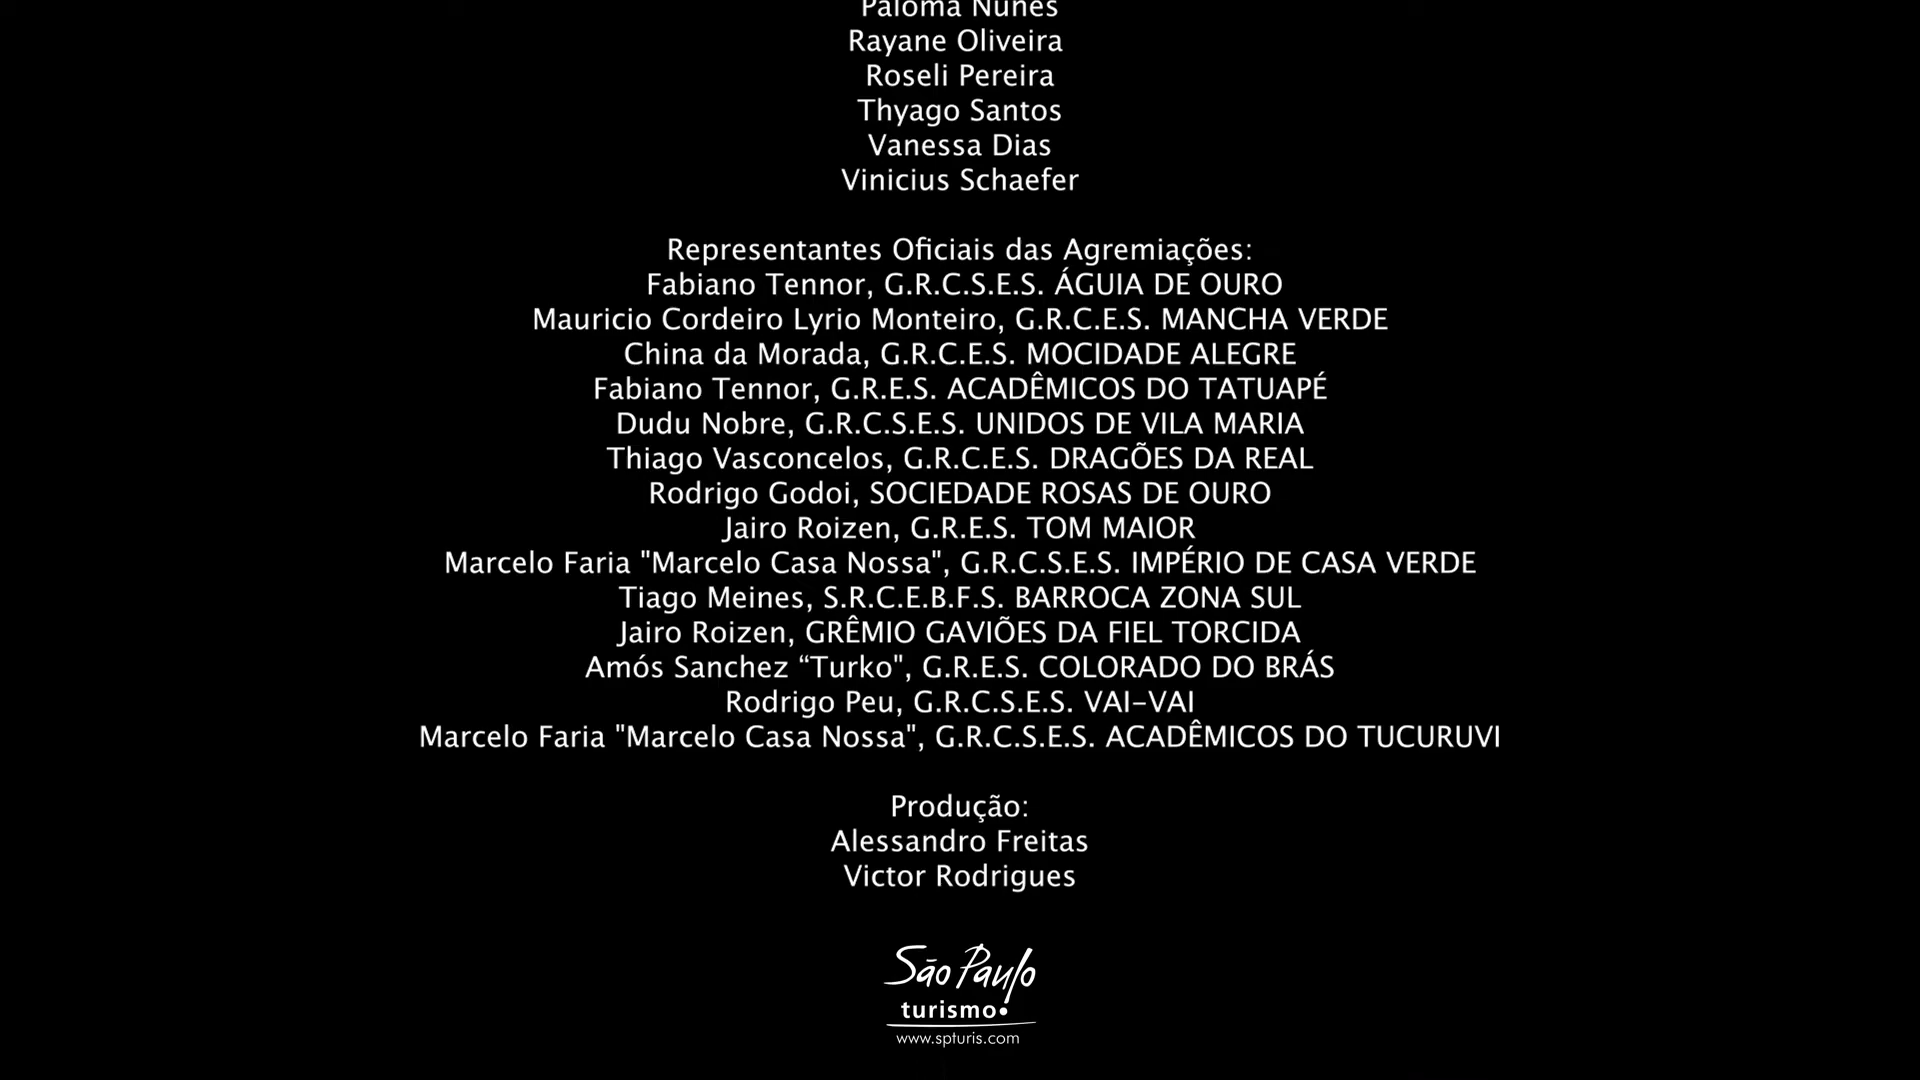 Paloma Nunes
Rayane Oliveira
Roseli Pereira
Thyago Santos
Vanessa Dias
Vinicius Schaefer
Representantes Oficiais das Agremiações:
Fabiano Tennor, G.R.C.S.E.S. ÁGUIA DE OURO
Mauricio Cordeiro Lyrio Monteiro, G.R.C.E.S. MANCHA VERDE
China da Morada, G.R.C.E.S. MOCIDADE ALEGRE
Fabiano Tennor, G.R.E.S. ACADÊMICOS DO TATUAPÉ
Dudu Nobre, G.R.C.S.E.S. UNIDOS DE VILA MARIA
Thiago Vasconcelos, G.R.C.E.S. DRAGÕES DA REAL
Rodrigo Godoi, SOCIEDADE ROSAS DE OURO
Jairo Roizen, G.R.E.S. TOM MAIOR
Marcelo Faria "Marcelo Casa Nossa", G.R.C.S.E.S. IMPÉRIO DE CASA VERDE
Tiago Meines, S.R.C.E.B.F.S. BARROCA ZONA SUL
Jairo Roizen, GRÊMIO GAVIÕES DA FIEL TORCIDA
Amós Sanchez “Turko", G.R.E.S. COLORADO DO BRÁS
Rodrigo Peu, G.R.C.S.E.S. VAI-VAI
Marcelo Faria "Marcelo Casa Nossa", G.R.C.S.E.S. ACADÊMICOS DO TUCURUVI
Produção:
Alessandro Freitas
Victor Rodrigues
São Paulo
turismo
www.spturis.com